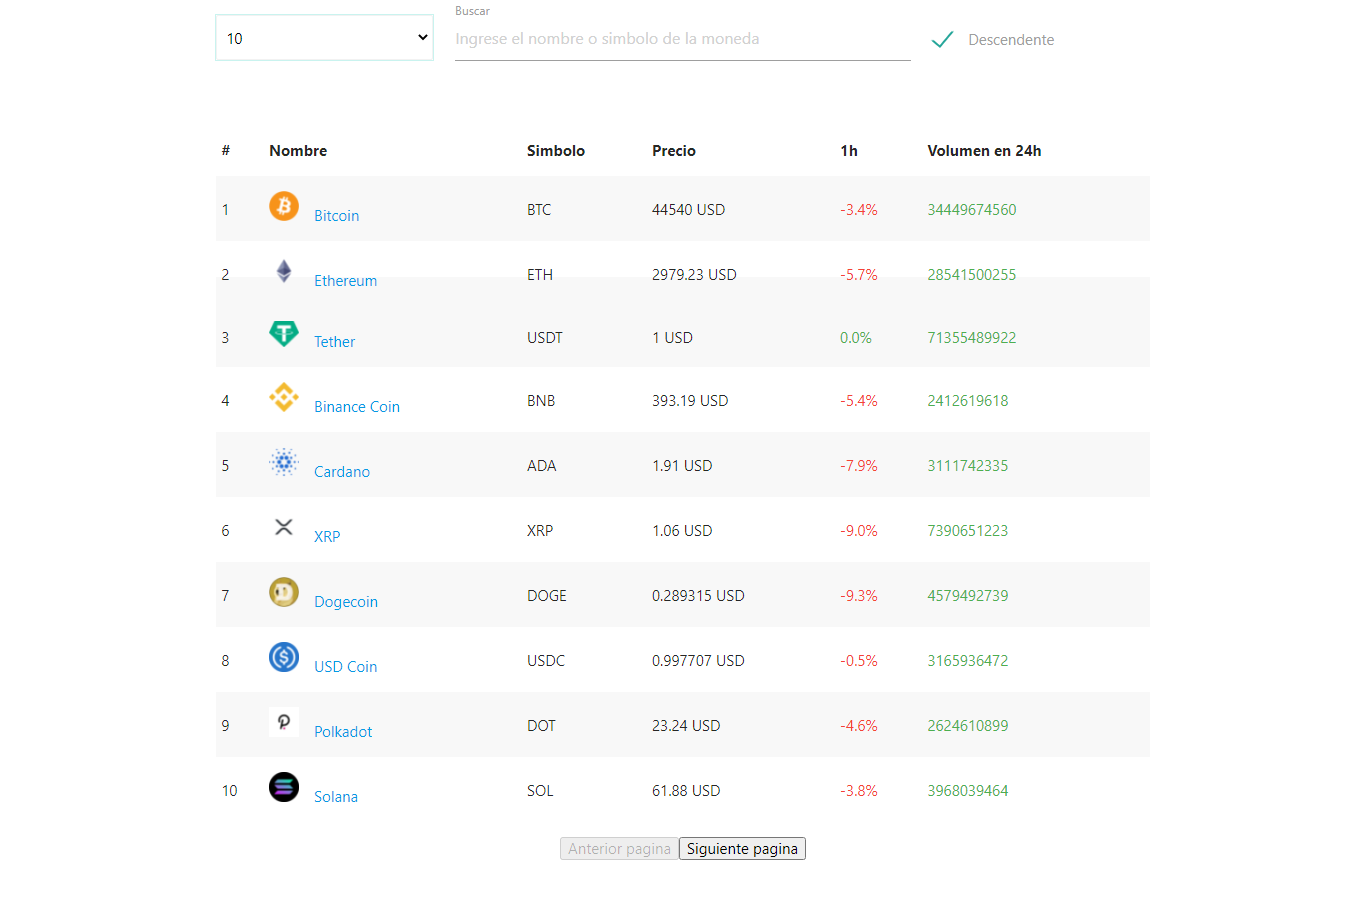 Buscar
10 Ingrese el nombre o simbolo de la moneda Descendente
# Nombre Simbolo Precio 1h Volumen en 24h
1 Bitcoin BTC 44540 USD -3.4% 34449674560
2 Ethereum ETH 2979.23 USD -5.7% 28541500255
3 Tether USDT 1 USD 0.0% 71355489922
4 Binance Coin BNB 393.19 USD -5.4% 2412619618
5 Cardano ADA 1.91 USD -7.9% 3111742335
6 XRP XRP 1.06 USD -9.0% 7390651223
7 Dogecoin DOGE 0.289315 USD -9.3% 4579492739
8 USD Coin USDC 0.997707 USD -0.5% 3165936472
9 Polkadot DOT 23.24 USD -4.6% 2624610899
10 Solana SOL 61.88 USD -3.8% 3968039464
Anterior pagina Siguiente pagina